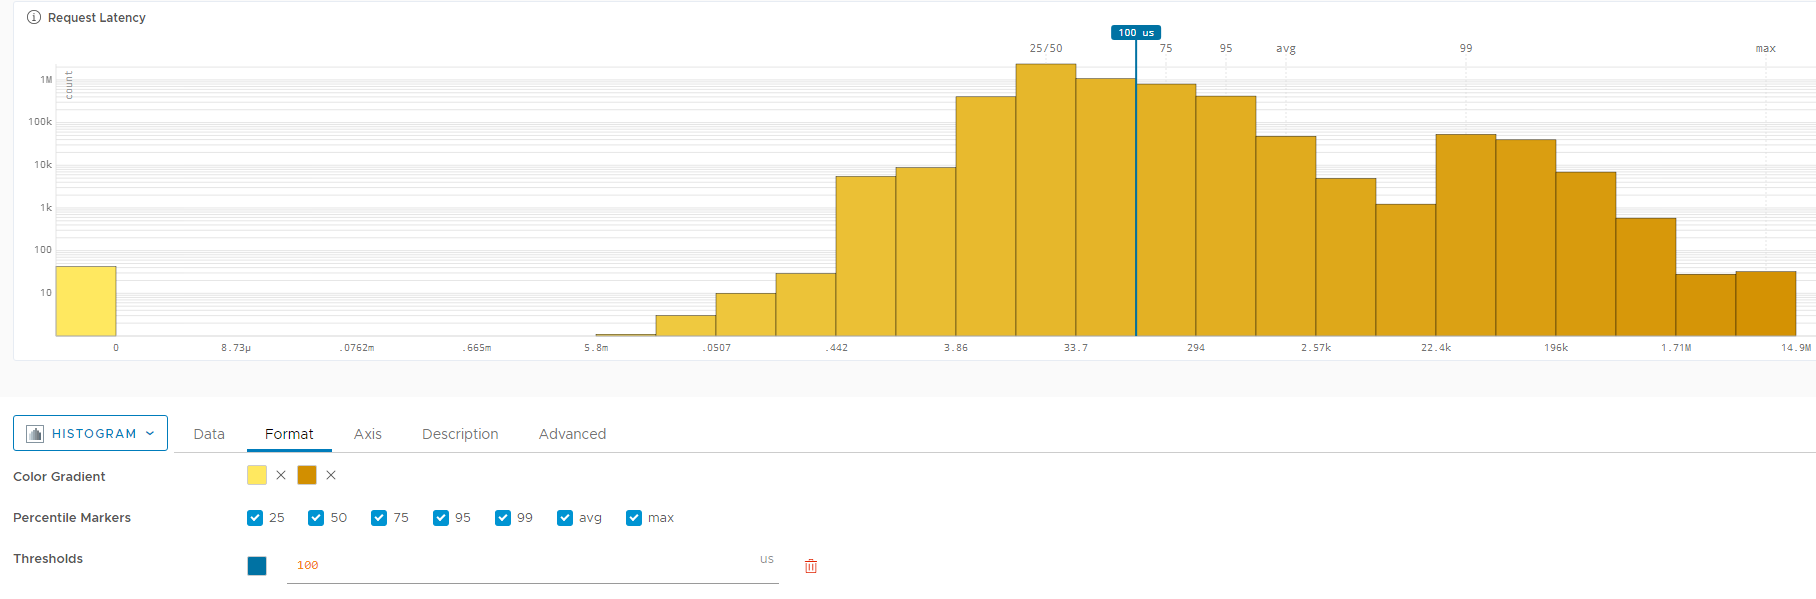 Request Latency
100 us
25/50 75 95 avg 99 max
count
1M
100k
10k
1k
100
10
0 8.73µ .0762m .665m 5.8m .0507 .442 3.86 33.7 294 2.57k 22.4k 196k 1.71M 14.9M
HISTOGRAM Data Format Axis Description Advanced
Color Gradient
Percentile Markers 25 50 75 95 99 avg max
Thresholds 100 us